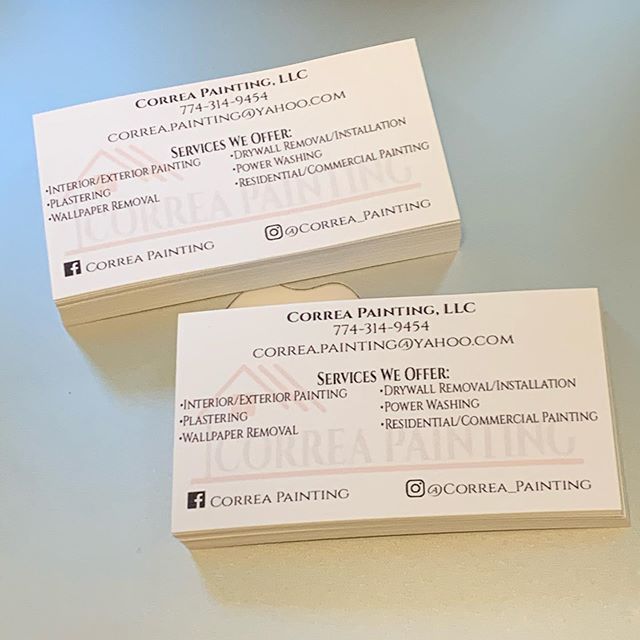 Correa Painting, LLC
774-314-9454
correa.painting@yahoo.com
Services We Offer:
•Interior/Exterior Painting
•Plastering
•Wallpaper Removal
•Drywall Removal/Installation
•Power Washing
•Residential/Commercial Painting
CORREA PAINTING
Correa Painting
@Correa_Painting
Correa Painting, LLC
774-314-9454
correa.painting@yahoo.com
Services We Offer:
•Interior/Exterior Painting
•Plastering
•Wallpaper Removal
•Drywall Removal/Installation
•Power Washing
•Residential/Commercial Painting
CORREA PAINTING
Correa Painting
@Correa_Painting